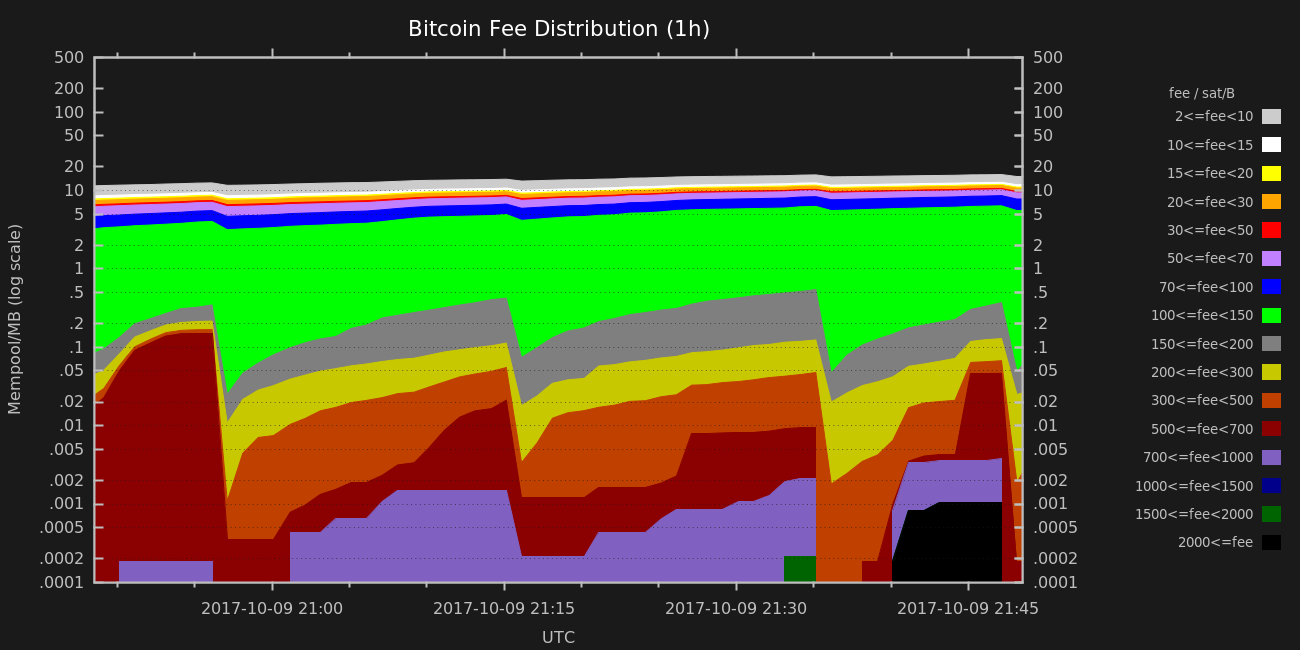 Bitcoin Fee Distribution (1h)
500
200
100
50
20
10
5
2
1
.5
.2
.1
.05
.02
.01
.005
.002
.001
.0005
.0002
.0001
Mempool/MB (log scale)
500
200
100
50
20
10
5
2
1
.5
.2
.1
.05
.02
.01
.005
.002
.001
.0005
.0002
.0001
2017-10-09 21:00
2017-10-09 21:15
2017-10-09 21:30
2017-10-09 21:45
UTC
fee / sat/B
2<=fee<10
10<=fee<15
15<=fee<20
20<=fee<30
30<=fee<50
50<=fee<70
70<=fee<100
100<=fee<150
150<=fee<200
200<=fee<300
300<=fee<500
500<=fee<700
700<=fee<1000
1000<=fee<1500
1500<=fee<2000
2000<=fee